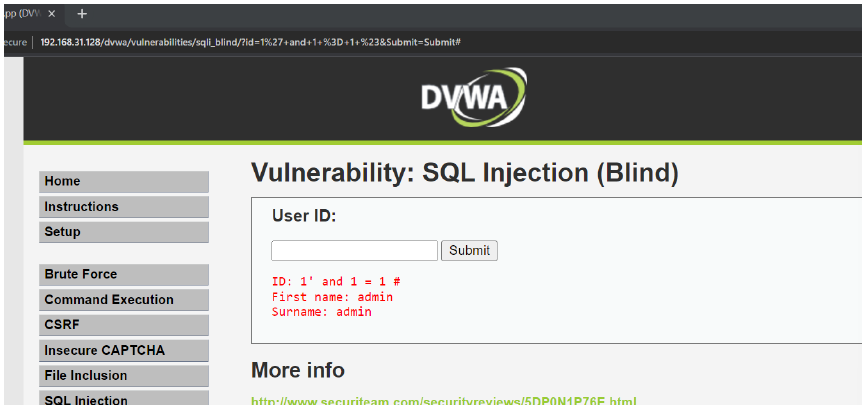 .pp (DVW × +
ecure | 192.168.31.128/dvwa/vulnerabilities/sqli_blind/?id=1%27+and+1+%3D+1+%23&Submit=Submit#
DVWA
Home
Instructions
Setup
Brute Force
Command Execution
CSRF
Insecure CAPTCHA
File Inclusion
SQL Injection
Vulnerability: SQL Injection (Blind)
User ID:
Submit
ID: 1' and 1 = 1 #
First name: admin
Surname: admin
More info
http://www.securiteam.com/securityreviews/5DP0N1P76E.html